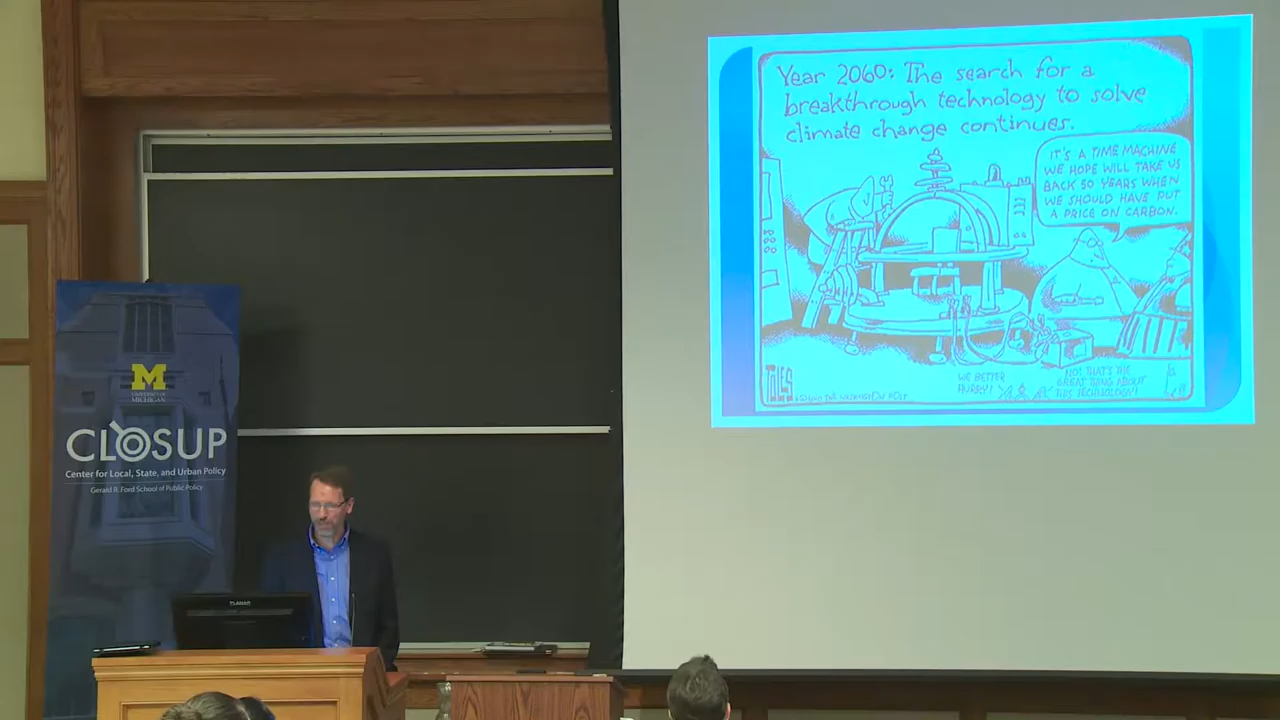 Year 2060: The search for a
breakthrough technology to solve
climate change continues.
IT'S A TIME MACHINE
WE HOPE WILL TAKE US
BACK 50 YEARS WHEN
WE SHOULD HAVE PUT
A PRICE ON CARBON.
TOLES
WE BETTER
HURRY!
NO! THAT'S THE
GREAT THING ABOUT
THIS TECHNOLOGY!
M
UNIVERSITY OF
MICHIGAN
CLOSUP
Center for Local, State, and Urban Policy
Gerald R. Ford School of Public Policy
PLANAR